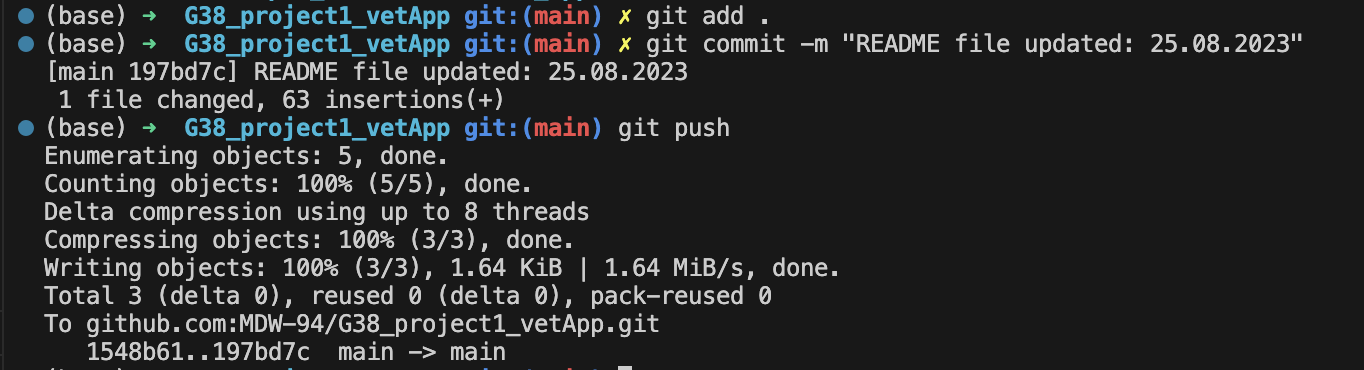 (base) ➜ G38_project1_vetApp git:(main) ✗ git add .
(base) ➜ G38_project1_vetApp git:(main) ✗ git commit -m "README file updated: 25.08.2023"
[main 197bd7c] README file updated: 25.08.2023
1 file changed, 63 insertions(+)
(base) ➜ G38_project1_vetApp git:(main) git push
Enumerating objects: 5, done.
Counting objects: 100% (5/5), done.
Delta compression using up to 8 threads
Compressing objects: 100% (3/3), done.
Writing objects: 100% (3/3), 1.64 KiB | 1.64 MiB/s, done.
Total 3 (delta 0), reused 0 (delta 0), pack-reused 0
To github.com:MDW-94/G38_project1_vetApp.git
1548b61..197bd7c main -> main